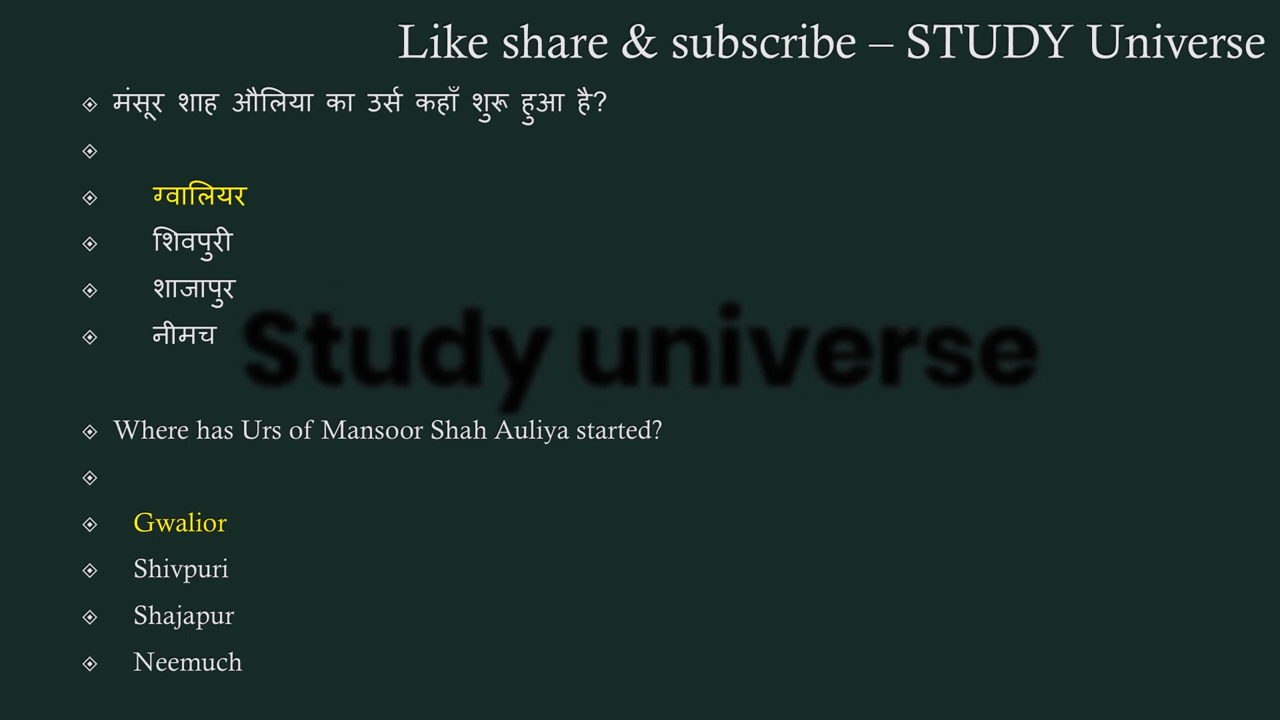 Like share & subscribe – STUDY Universe
मंसूर शाह औलिया का उर्स कहाँ शुरू हुआ है?
ग्वालियर
शिवपुरी
शाजापुर
नीमच
Study universe
Where has Urs of Mansoor Shah Auliya started?
Gwalior
Shivpuri
Shajapur
Neemuch